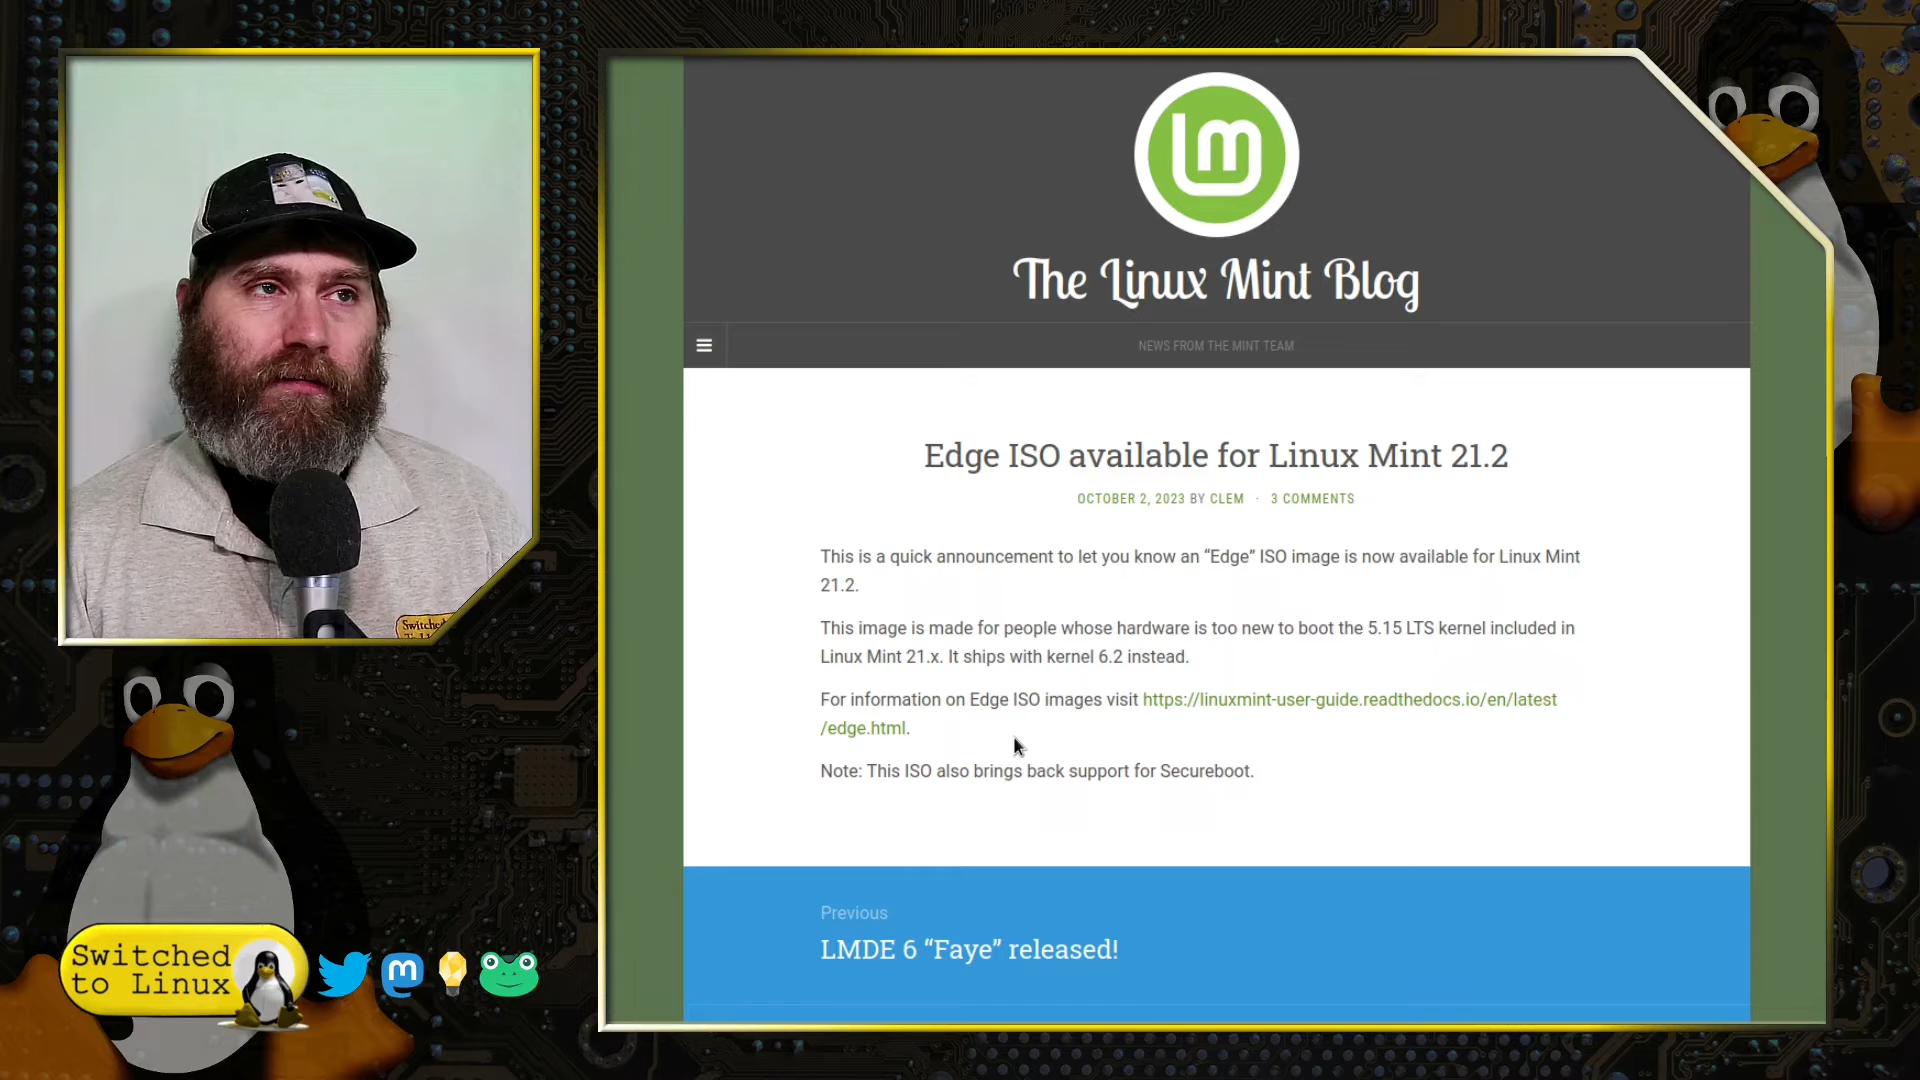 lm
The Linux Mint Blog
NEWS FROM THE MINT TEAM
Edge ISO available for Linux Mint 21.2
OCTOBER 2, 2023 BY CLEM · 3 COMMENTS
This is a quick announcement to let you know an “Edge” ISO image is now available for Linux Mint
21.2.
This image is made for people whose hardware is too new to boot the 5.15 LTS kernel included in
Linux Mint 21.x. It ships with kernel 6.2 instead.
For information on Edge ISO images visit https://linuxmint-user-guide.readthedocs.io/en/latest
/edge.html.
Note: This ISO also brings back support for Secureboot.
Previous
LMDE 6 “Faye” released!
Switched
to Linux
m